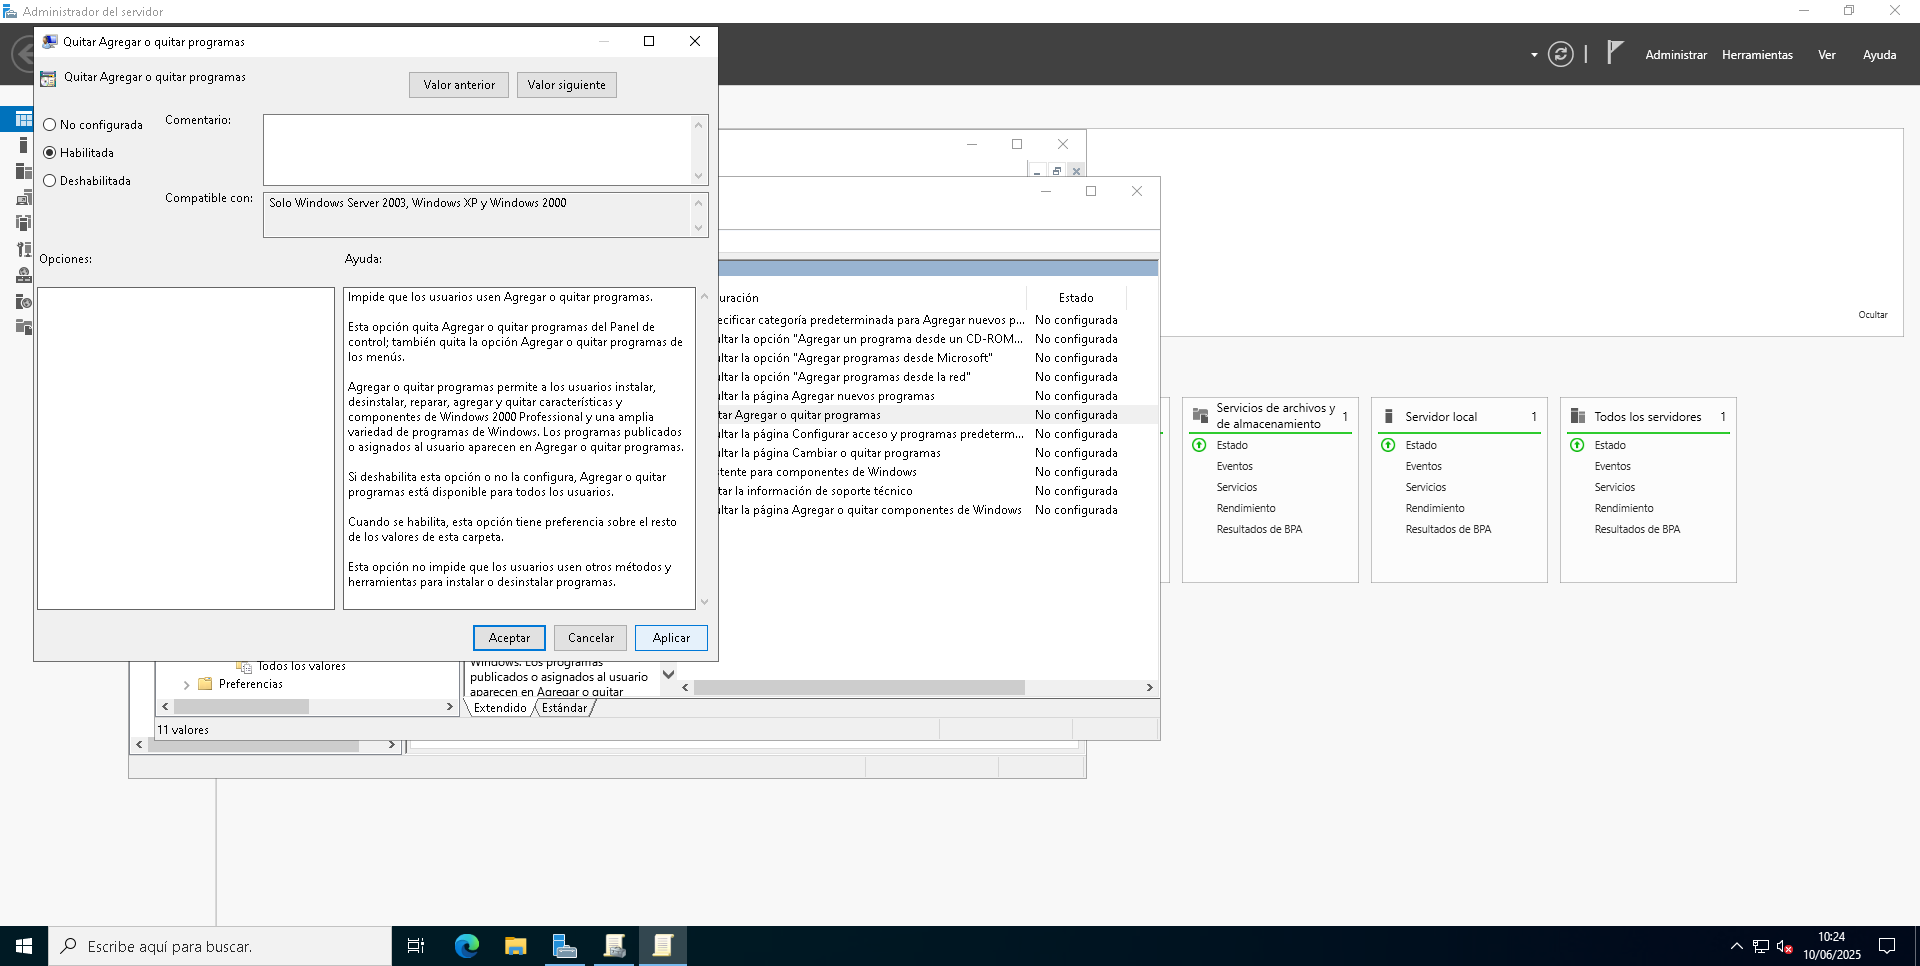 Administrador del servidor
Administrar
Herramientas
Ver
Ayuda
Quitar Agregar o quitar programas
Quitar Agregar o quitar programas
Valor anterior
Valor siguiente
No configurada
Habilitada
Deshabilitada
Comentario:
Compatible con:
Solo Windows Server 2003, Windows XP y Windows 2000
Opciones:
Ayuda:
Impide que los usuarios usen Agregar o quitar programas.
Esta opción quita Agregar o quitar programas del Panel de
control; también quita la opción Agregar o quitar programas de
los menús.
Agregar o quitar programas permite a los usuarios instalar,
desinstalar, reparar, agregar y quitar características y
componentes de Windows 2000 Professional y una amplia
variedad de programas de Windows. Los programas publicados
o asignados al usuario aparecen en Agregar o quitar programas.
Si deshabilita esta opción o no la configura, Agregar o quitar
programas está disponible para todos los usuarios.
Cuando se habilita, esta opción tiene preferencia sobre el resto
de los valores de esta carpeta.
Esta opción no impide que los usuarios usen otros métodos y
herramientas para instalar o desinstalar programas.
Aceptar
Cancelar
Aplicar
uración Estado
ecificar categoría predeterminada para Agregar nuevos p... No configurada
ultar la opción "Agregar un programa desde un CD-ROM... No configurada
ultar la opción "Agregar programas desde Microsoft" No configurada
ultar la opción "Agregar programas desde la red" No configurada
ultar la página Agregar nuevos programas No configurada
tar Agregar o quitar programas No configurada
ultar la página Configurar acceso y programas predeterm... No configurada
ultar la página Cambiar o quitar programas No configurada
stente para componentes de Windows No configurada
tar la información de soporte técnico No configurada
ultar la página Agregar o quitar componentes de Windows No configurada
Todos los valores
Preferencias
Windows. Los programas
publicados o asignados al usuario
aparecen en Agregar o quitar
Extendido
Estándar
11 valores
Ocultar
Servicios de archivos y
de almacenamiento
1
Estado
Eventos
Servicios
Rendimiento
Resultados de BPA
Servidor local 1
Estado
Eventos
Servicios
Rendimiento
Resultados de BPA
Todos los servidores 1
Estado
Eventos
Servicios
Rendimiento
Resultados de BPA
Escribe aquí para buscar.
10:24
10/06/2025